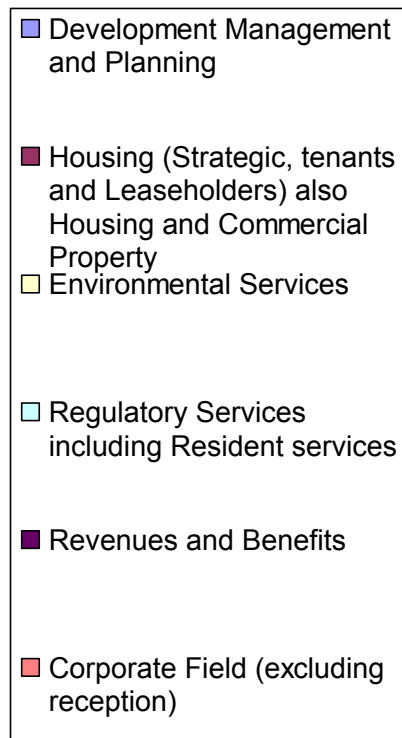 Development Management
and Planning
Housing (Strategic, tenants
and Leaseholders) also
Housing and Commercial
Property
Environmental Services
Regulatory Services
including Resident services
Revenues and Benefits
Corporate Field (excluding
reception)